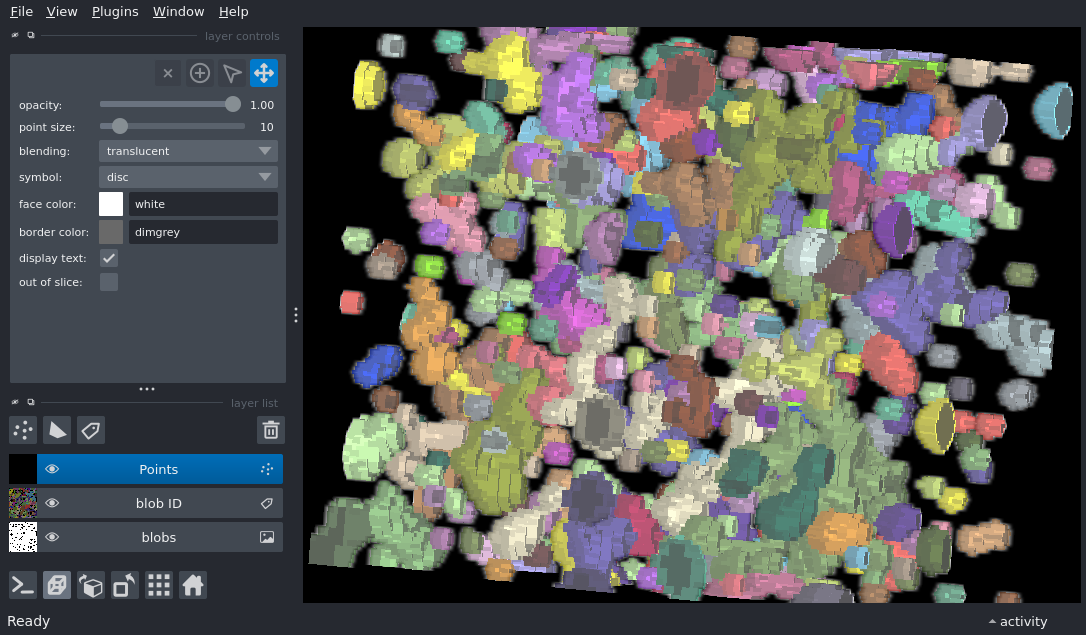 File View Plugins Window Help
layer controls
opacity: 1.00
point size: 10
blending: translucent
symbol: disc
face color: white
border color: dimgrey
display text:
out of slice:
layer list
Points
blob ID
blobs
Ready
activity